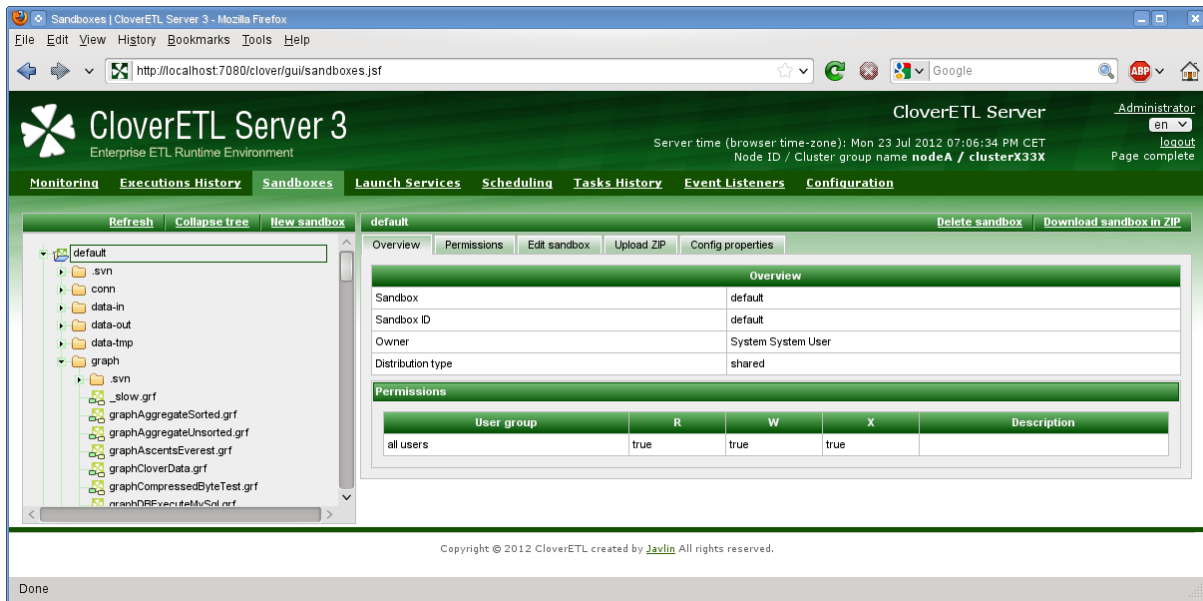 Sandboxes | CloverETL Server 3 - Mozilla Firefox
File Edit View History Bookmarks Tools Help
http://localhost:7080/clover/gui/sandboxes.jsf
Google
ABP
CloverETL Server 3
Enterprise ETL Runtime Environment
CloverETL Server
Server time (browser time-zone): Mon 23 Jul 2012 07:06:34 PM CET
Node ID / Cluster group name nodeA / clusterX33X
Administrator
en
logout
Page complete
Monitoring Executions History Sandboxes Launch Services Scheduling Tasks History Event Listeners Configuration
Refresh Collapse tree New sandbox
default
.svn
conn
data-in
data-out
data-tmp
graph
.svn
_slow.grf
graphAggregateSorted.grf
graphAggregateUnsorted.grf
graphAscentsEverest.grf
graphCloverData.grf
graphCompressedByteTest.grf
graphDBExecuteMySql.grf
default Delete sandbox Download sandbox in ZIP
Overview Permissions Edit sandbox Upload ZIP Config properties
Overview
Sandbox default
Sandbox ID default
Owner System System User
Distribution type shared
Permissions
User group R W X Description
all users true true true
Copyright © 2012 CloverETL created by Javlin All rights reserved.
Done